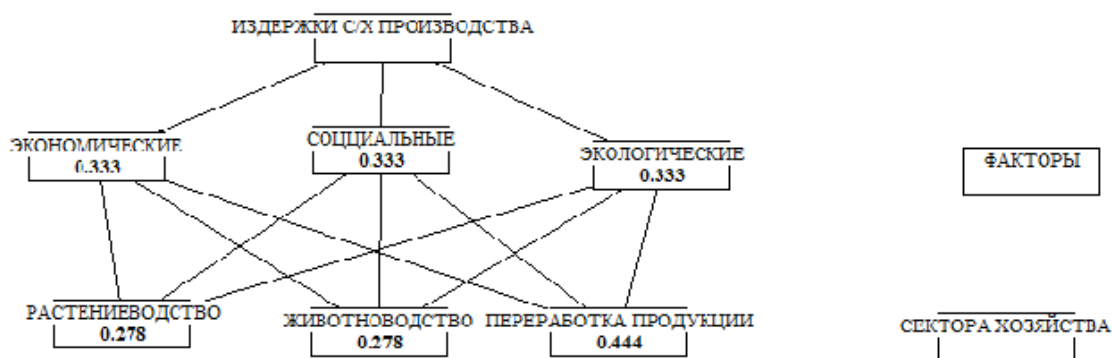 ИЗДЕРЖКИ С/Х ПРОИЗВОДСТВА
ЭКОНОМИЧЕСКИЕ
0.333
СОЦЦИАЛЬНЫЕ
0.333
ЭКОЛОГИЧЕСКИЕ
0.333
ФАКТОРЫ
РАСТЕНИЕВОДСТВО
0.278
ЖИВОТНОВОДСТВО
0.278
ПЕРЕРАБОТКА ПРОДУКЦИИ
0.444
СЕКТОРА ХОЗЯЙСТВА